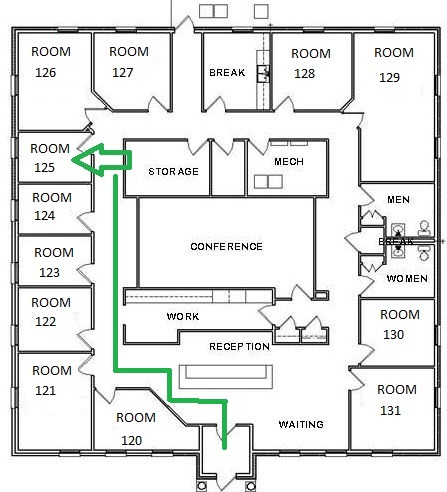 ROOM
126
ROOM
127
BREAK
ROOM
128
ROOM
129
ROOM
125
STORAGE
MECH
ROOM
124
MEN
CONFERENCE
BREAK
ROOM
123
WOMEN
ROOM
122
WORK
ROOM
130
RECEPTION
ROOM
121
ROOM
120
WAITING
ROOM
131